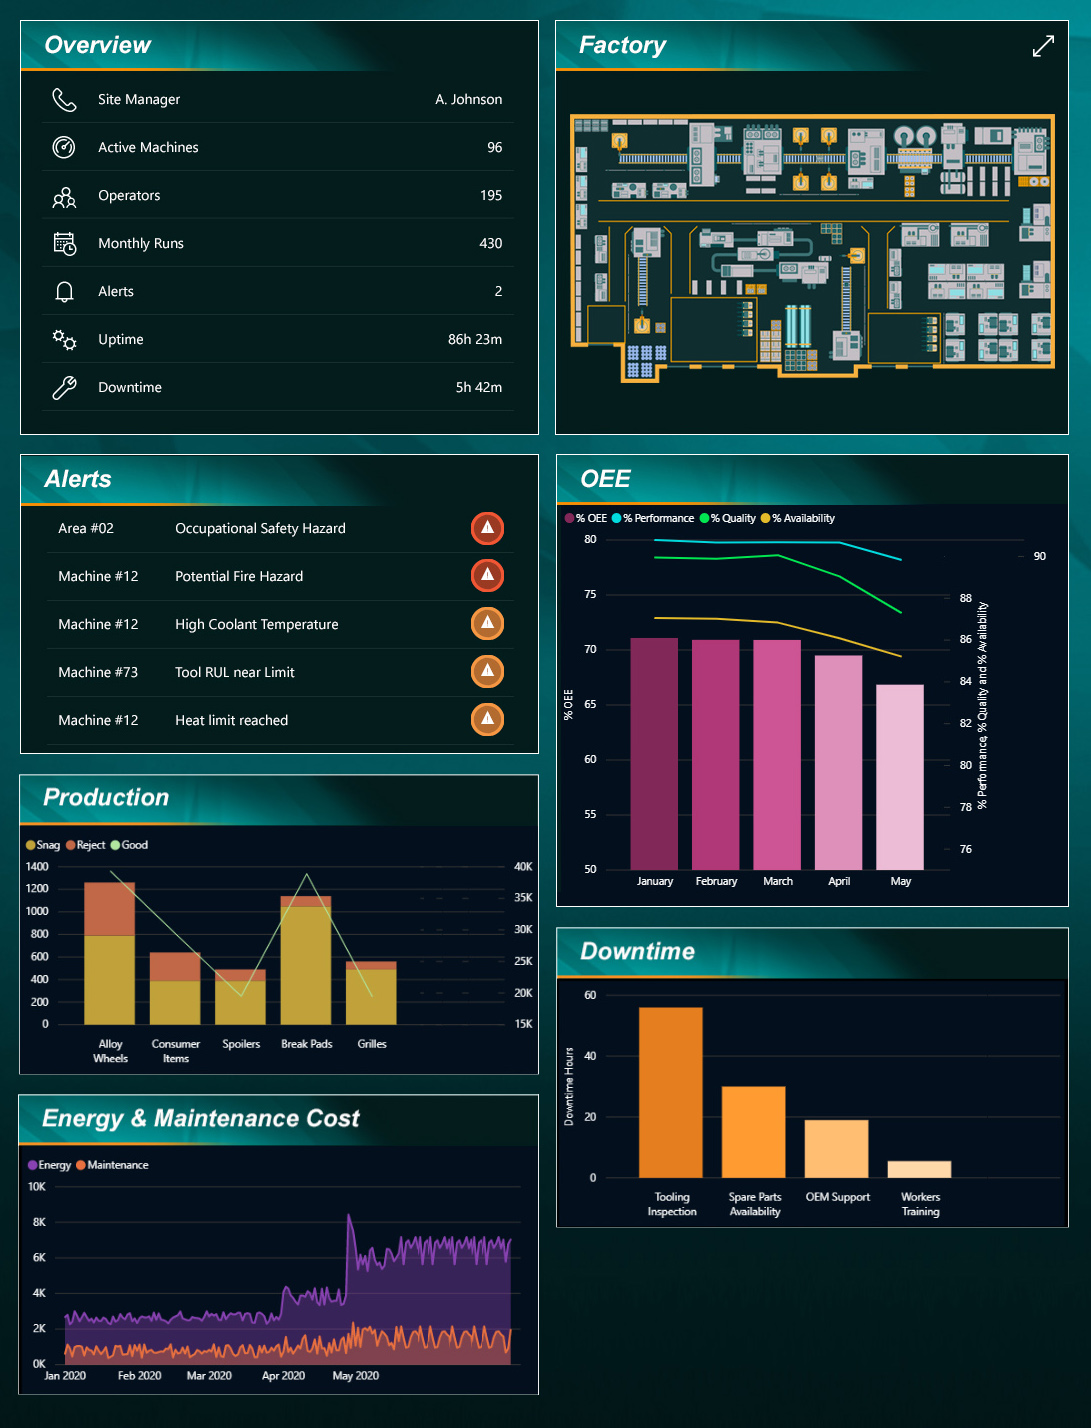 Overview
Site Manager A. Johnson
Active Machines 96
Operators 195
Monthly Runs 430
Alerts 2
Uptime 86h 23m
Downtime 5h 42m
Factory
Alerts
Area #02 Occupational Safety Hazard
Machine #12 Potential Fire Hazard
Machine #12 High Coolant Temperature
Machine #73 Tool RUL near Limit
Machine #12 Heat limit reached
OEE
% OEE % Performance % Quality % Availability
80
75
70
65
60
55
50
% OEE
90
88
86
84
82
80
78
76
% Performance, % Quality and % Availability
January February March April May
Production
Snag Reject Good
1400
1200
1000
800
600
400
200
0
40K
35K
30K
25K
20K
15K
Alloy Wheels
Consumer Items
Spoilers
Break Pads
Grilles
Downtime
60
40
20
0
Downtime Hours
Tooling Inspection
Spare Parts Availability
OEM Support
Workers Training
Energy & Maintenance Cost
Energy Maintenance
10K
8K
6K
4K
2K
0K
Jan 2020 Feb 2020 Mar 2020 Apr 2020 May 2020